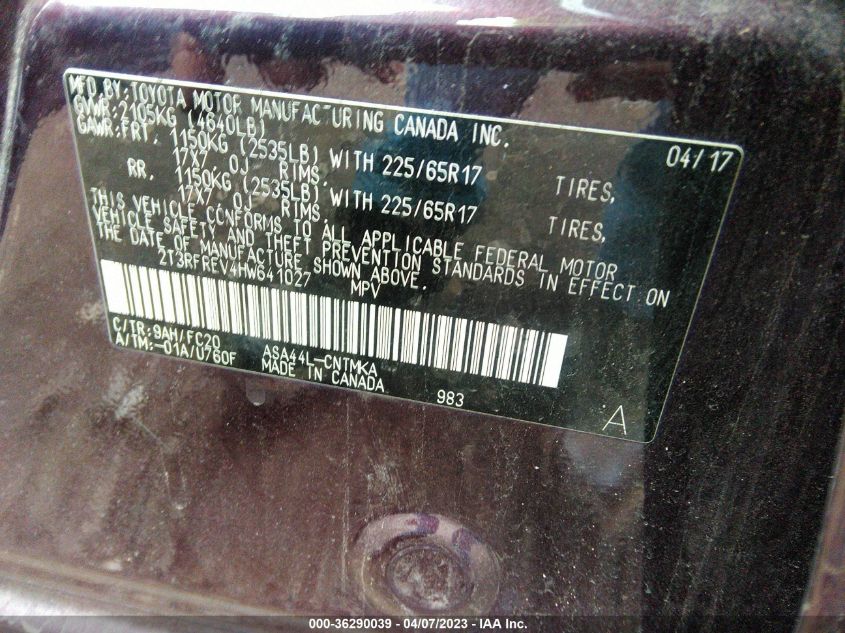 MFD.BY:TOYOTA MOTOR MANUFACTURING CANADA INC.
04/17
GVWR:2105KG (4640LB)
GAWR:FRT. 1150KG (2535LB) WITH 225/65R17 TIRES,
17X7 0J RIMS.
RR. 1150KG (2535LB) WITH 225/65R17 TIRES,
17X7 0J RIMS.
THIS VEHICLE CONFORMS TO ALL APPLICABLE FEDERAL MOTOR
VEHICLE SAFETY AND THEFT PREVENTION STANDARDS IN EFFECT ON
THE DATE OF MANUFACTURE SHOWN ABOVE.
2T3RFREV4HW641027 MPV
C/TR:9AH/FC20 ASA44L-CNTMKA
A/TM:-01A/U760F MADE IN CANADA
983
A
000-36290039 - 04/07/2023 - IAA Inc.